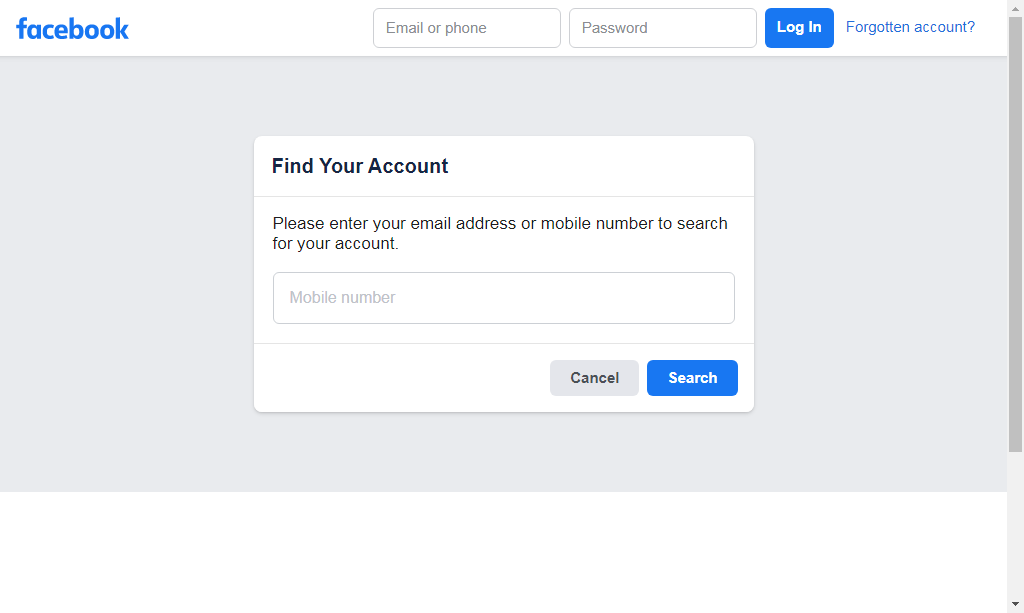 facebook
Email or phone
Password
Log In
Forgotten account?
Find Your Account
Please enter your email address or mobile number to search
for your account.
Mobile number
Cancel
Search